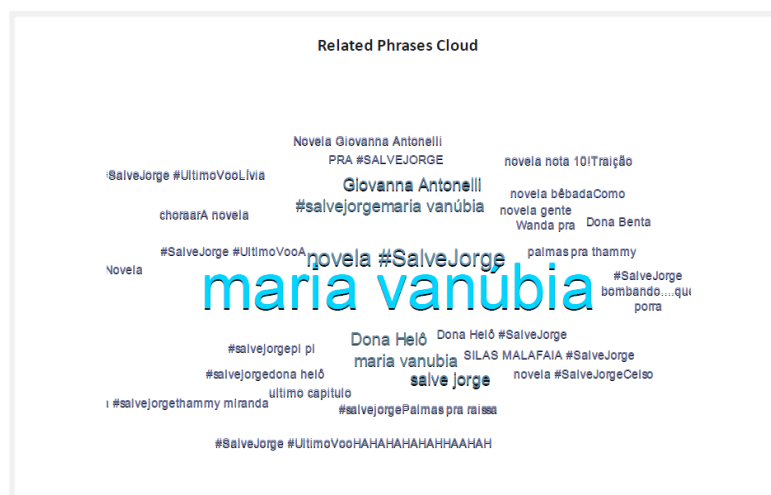 Related Phrases Cloud
Novela Giovanna Antonelli
PRA #SALVEJORGE
novela nota 10!Traição
SalveJorge #UltimoVooLívia
Giovanna Antonelli
novela bêbadaComo
#salvejorgemaria vanúbia
novela gente
choraarA novela
Wanda pra
Dona Benta
#SalveJorge #UltimoVooA
novela #SalveJorge
palmas pra thammy
Novela
maria vanúbia
#SalveJorge
bombando....que
porra
Dona Helô
Dona Helô #SalveJorge
#salvejorgepi pi
maria vanubia
SILAS MALAFAIA #SalveJorge
#salvejorgedona helô
salve jorge
novela #SalveJorgeCelso
ultimo capitulo
#salvejorgethammy miranda
#salvejorgePalmas pra raissa
#SalveJorge #UltimoVooHAHAHAHAHAHHAAHAH